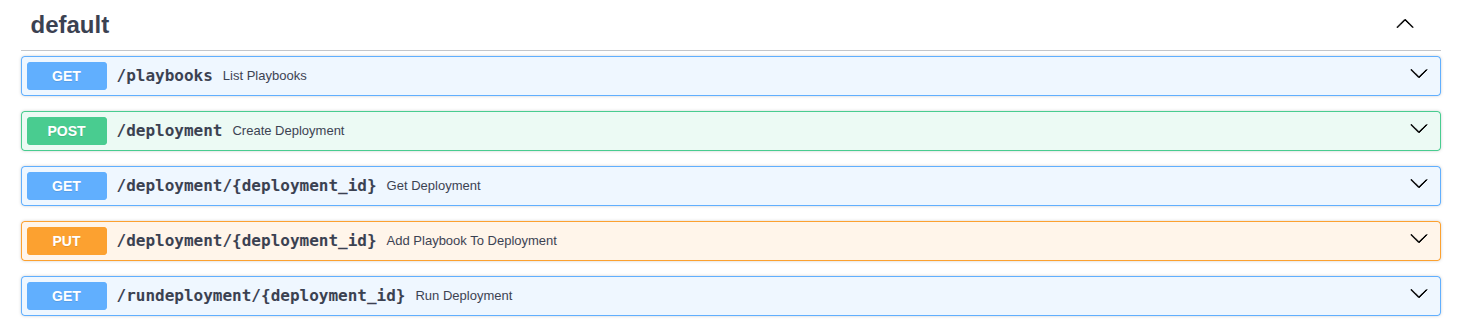 default
GET /playbooks List Playbooks
POST /deployment Create Deployment
GET /deployment/{deployment_id} Get Deployment
PUT /deployment/{deployment_id} Add Playbook To Deployment
GET /rundeployment/{deployment_id} Run Deployment